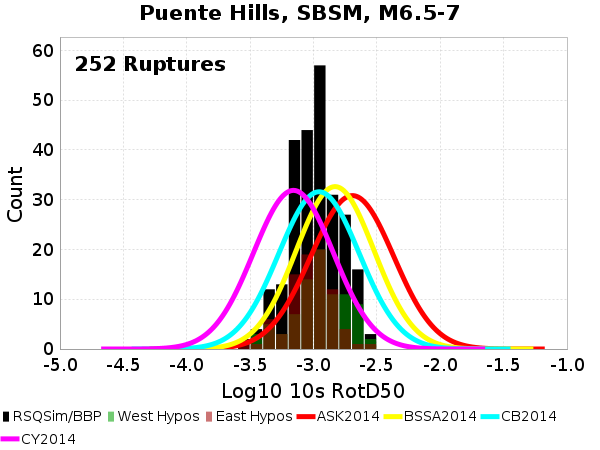 Puente Hills, SBSM, M6.5-7
252 Ruptures
Count
60
50
40
30
20
10
0
-5.0 -4.5 -4.0 -3.5 -3.0 -2.5 -2.0 -1.5 -1.0
Log10 10s RotD50
RSQSim/BBP West Hypos East Hypos ASK2014 BSSA2014 CB2014
CY2014